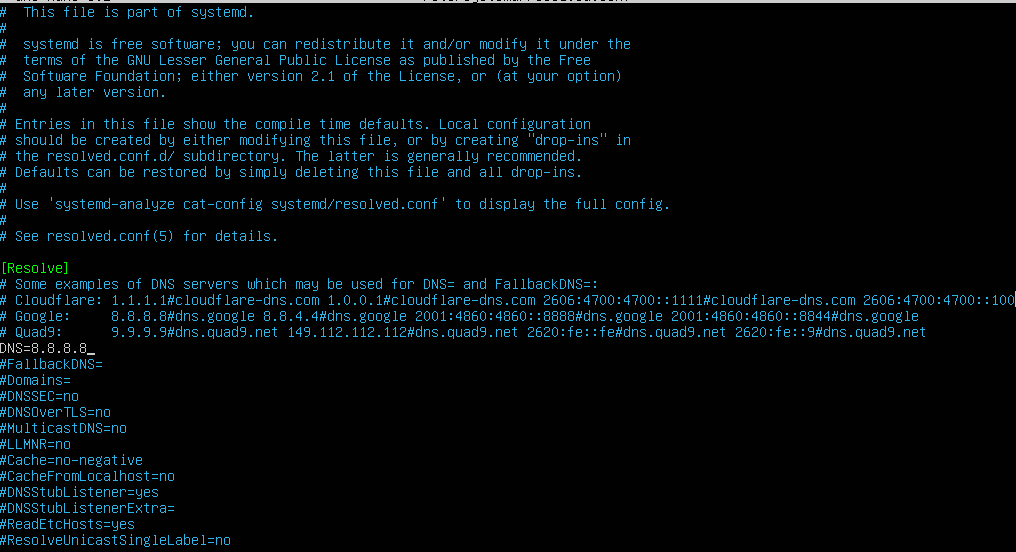 #  This file is part of systemd.
#
#  systemd is free software; you can redistribute it and/or modify it under the
#  terms of the GNU Lesser General Public License as published by the Free
#  Software Foundation; either version 2.1 of the License, or (at your option)
#  any later version.
#
# Entries in this file show the compile time defaults. Local configuration
# should be created by either modifying this file, or by creating "drop-ins" in
# the resolved.conf.d/ subdirectory. The latter is generally recommended.
# Defaults can be restored by simply deleting this file and all drop-ins.
#
# Use 'systemd-analyze cat-config systemd/resolved.conf' to display the full config.
#
# See resolved.conf(5) for details.
[Resolve]
# Some examples of DNS servers which may be used for DNS= and FallbackDNS=:
# Cloudflare: 1.1.1.1#cloudflare-dns.com 1.0.0.1#cloudflare-dns.com 2606:4700:4700::1111#cloudflare-dns.com 2606:4700:4700::100
# Google:     8.8.8.8#dns.google 8.8.4.4#dns.google 2001:4860:4860::8888#dns.google 2001:4860:4860::8844#dns.google
# Quad9:      9.9.9.9#dns.quad9.net 149.112.112.112#dns.quad9.net 2620:fe::fe#dns.quad9.net 2620:fe::9#dns.quad9.net
DNS=8.8.8.8_
#FallbackDNS=
#Domains=
#DNSSEC=no
#DNSOverTLS=no
#MulticastDNS=no
#LLMNR=no
#Cache=no-negative
#CacheFromLocalhost=no
#DNSStubListener=yes
#DNSStubListenerExtra=
#ReadEtcHosts=yes
#ResolveUnicastSingleLabel=no